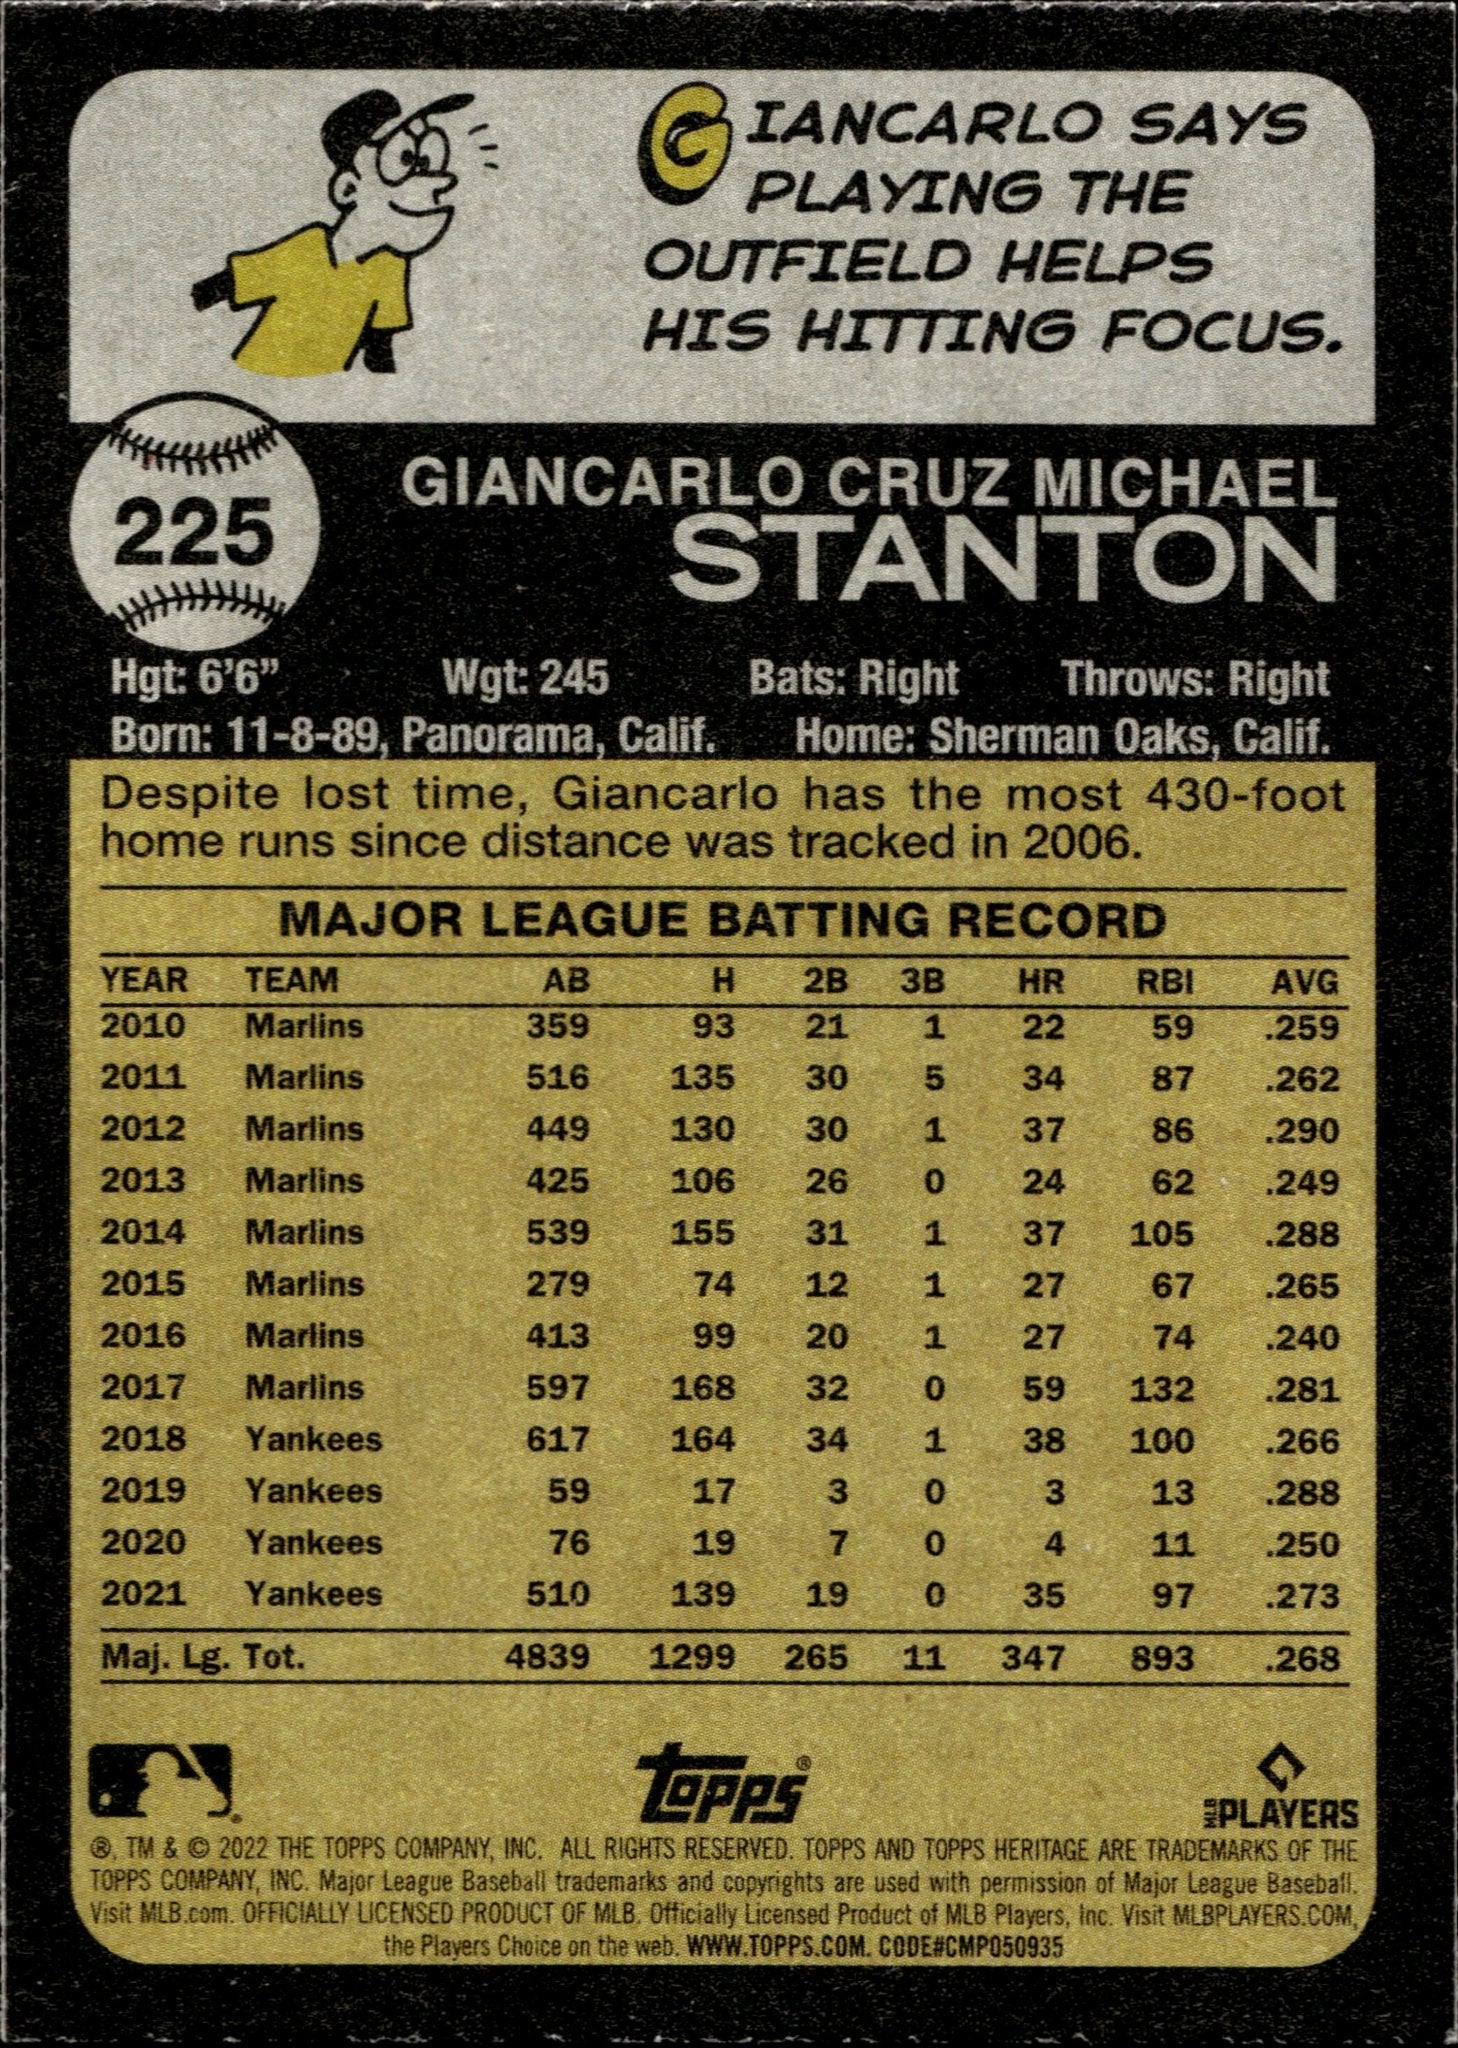 GIANCARLO SAYS
PLAYING THE
OUTFIELD HELPS
HIS HITTING FOCUS.
225
GIANCARLO CRUZ MICHAEL
STANTON
Hgt: 6'6" Wgt: 245 Bats: Right Throws: Right
Born: 11-8-89, Panorama, Calif. Home: Sherman Oaks, Calif.
Despite lost time, Giancarlo has the most 430-foot
home runs since distance was tracked in 2006.
MAJOR LEAGUE BATTING RECORD
YEAR TEAM AB H 2B 3B HR RBI AVG
2010 Marlins 359 93 21 1 22 59 .259
2011 Marlins 516 135 30 5 34 87 .262
2012 Marlins 449 130 30 1 37 86 .290
2013 Marlins 425 106 26 0 24 62 .249
2014 Marlins 539 155 31 1 37 105 .288
2015 Marlins 279 74 12 1 27 67 .265
2016 Marlins 413 99 20 1 27 74 .240
2017 Marlins 597 168 32 0 59 132 .281
2018 Yankees 617 164 34 1 38 100 .266
2019 Yankees 59 17 3 0 3 13 .288
2020 Yankees 76 19 7 0 4 11 .250
2021 Yankees 510 139 19 0 35 97 .273
Maj. Lg. Tot. 4839 1299 265 11 347 893 .268
Topps®
MLB PLAYERS
®, TM & © 2022 THE TOPPS COMPANY, INC. ALL RIGHTS RESERVED. TOPPS AND TOPPS HERITAGE ARE TRADEMARKS OF THE
TOPPS COMPANY, INC. Major League Baseball trademarks and copyrights are used with permission of Major League Baseball.
Visit MLB.com. OFFICIALLY LICENSED PRODUCT OF MLB. Officially Licensed Product of MLB Players, Inc. Visit MLBPLAYERS.COM,
the Players Choice on the web. WWW.TOPPS.COM. CODE#CMP050935